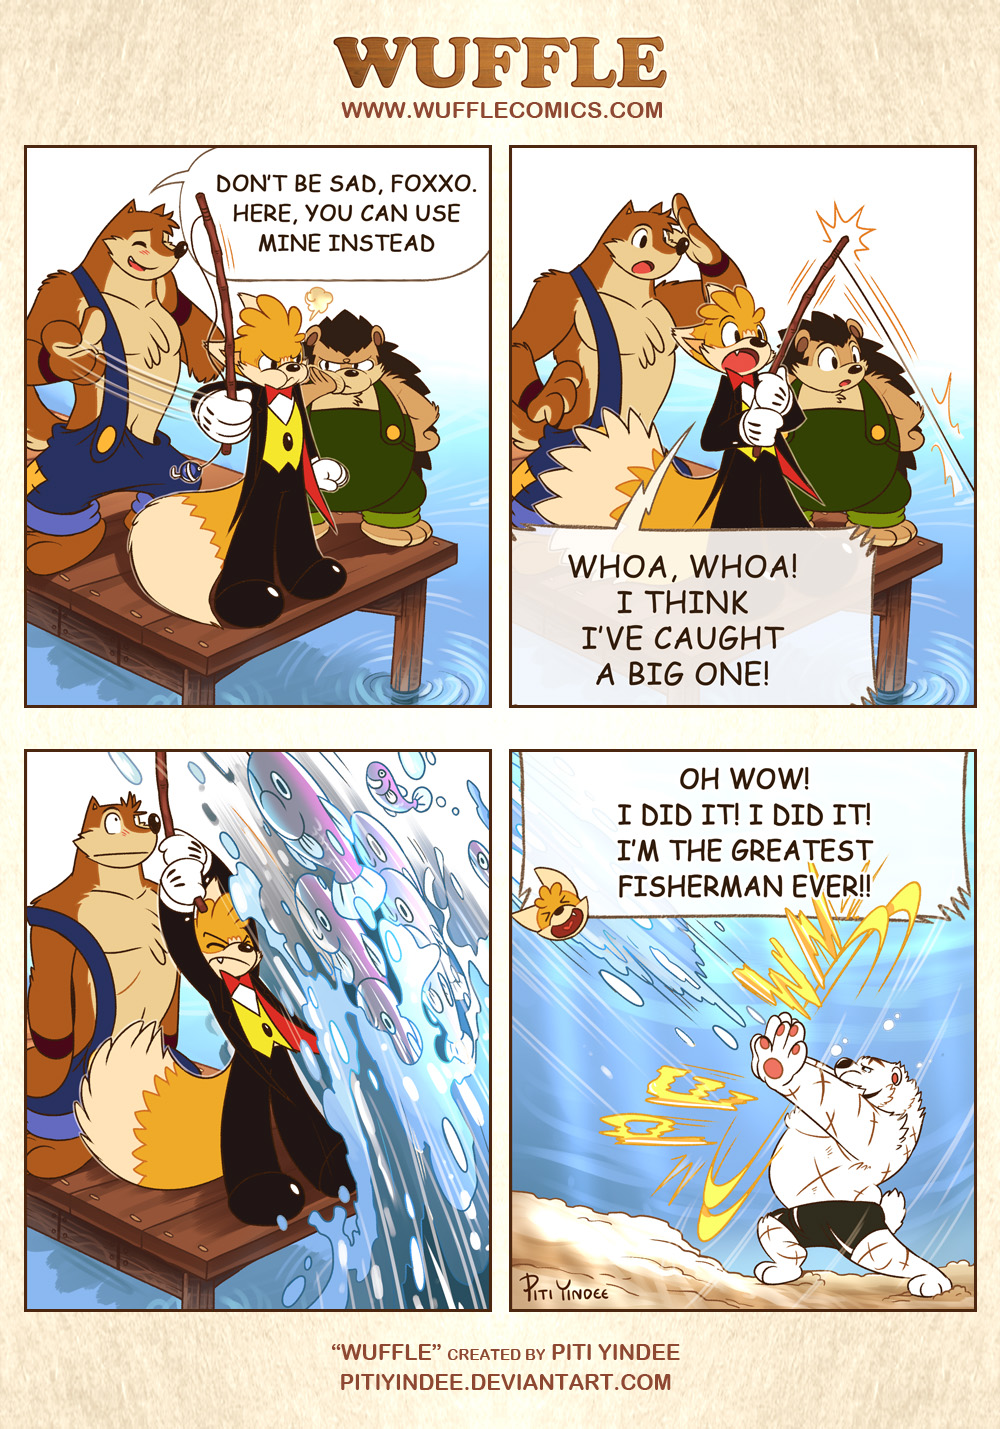 WUFFLE
WWW.WUFFLECOMICS.COM
DON'T BE SAD, FOXXO.
HERE, YOU CAN USE
MINE INSTEAD
WHOA, WHOA!
I THINK
I'VE CAUGHT
A BIG ONE!
OH WOW!
I DID IT! I DID IT!
I'M THE GREATEST
FISHERMAN EVER!!
PITI YINDEE
"WUFFLE" CREATED BY PITI YINDEE
PITIYINDEE.DEVIANTART.COM